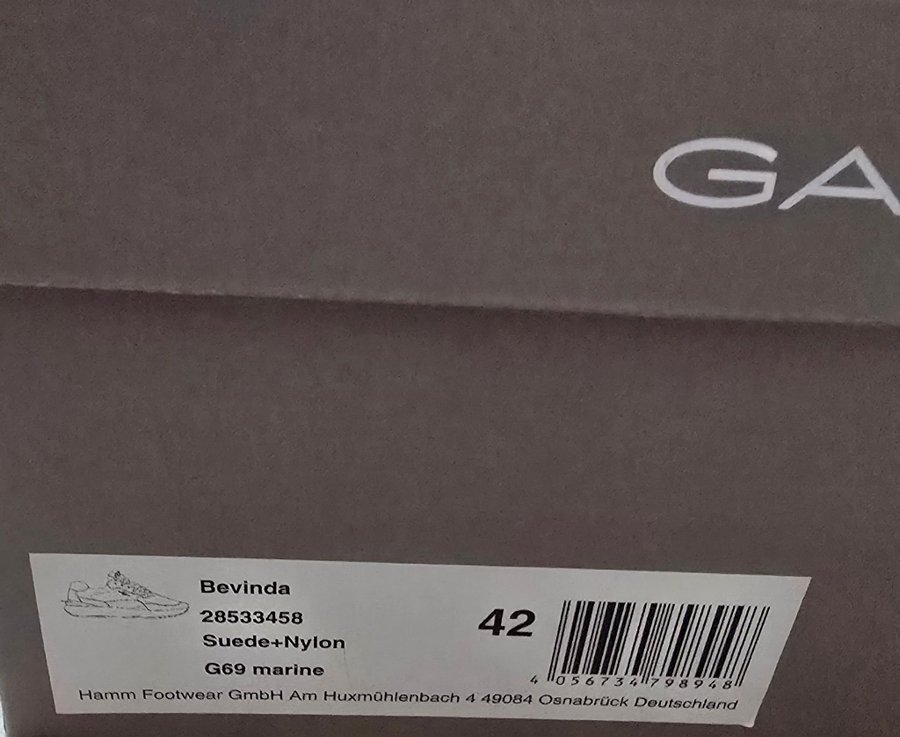 GA
Bevinda
28533458
Suede+Nylon
G69 marine
42
4 056734 798948
Hamm Footwear GmbH Am Huxmühlenbach 4 49084 Osnabrück Deutschland